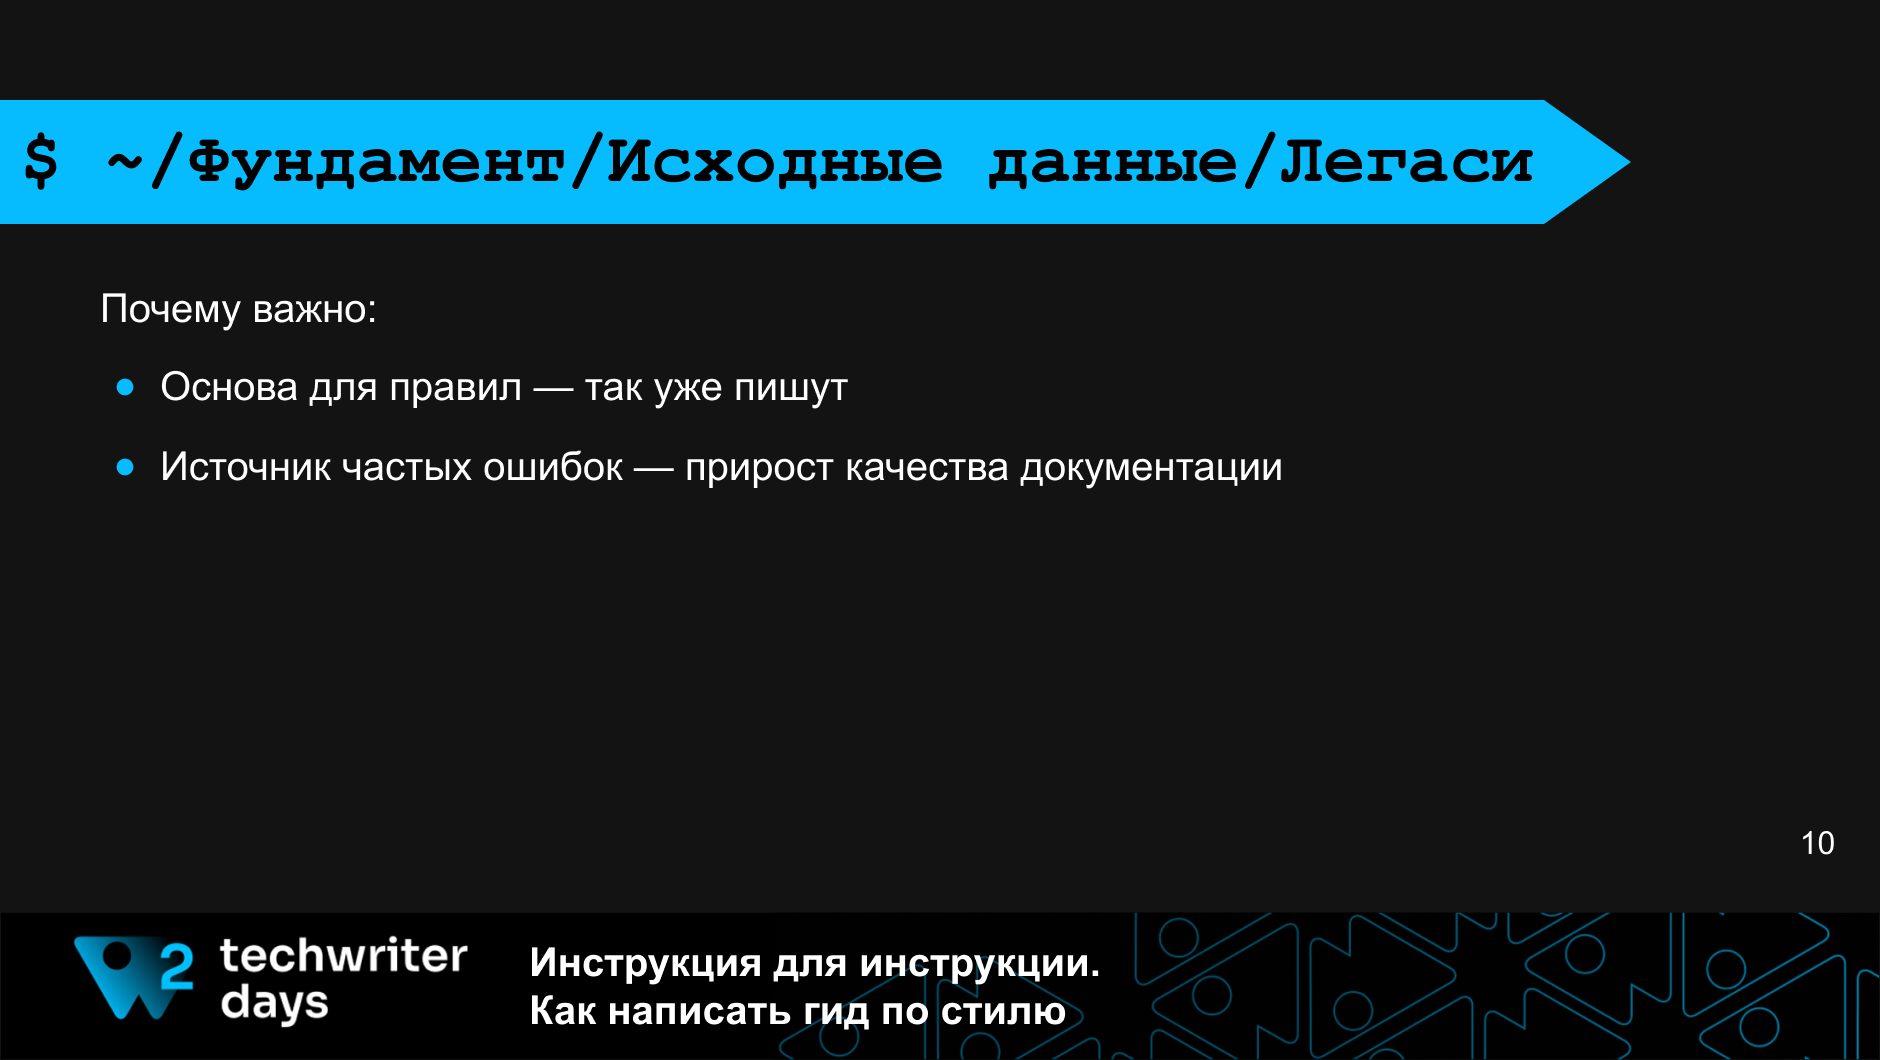 $ ~/Фундамент/Исходные данные/Легаси
Почему важно:
● Основа для правил — так уже пишут
● Источник частых ошибок — прирост качества документации
10
2
techwriter
days
Инструкция для инструкции.
Как написать гид по стилю